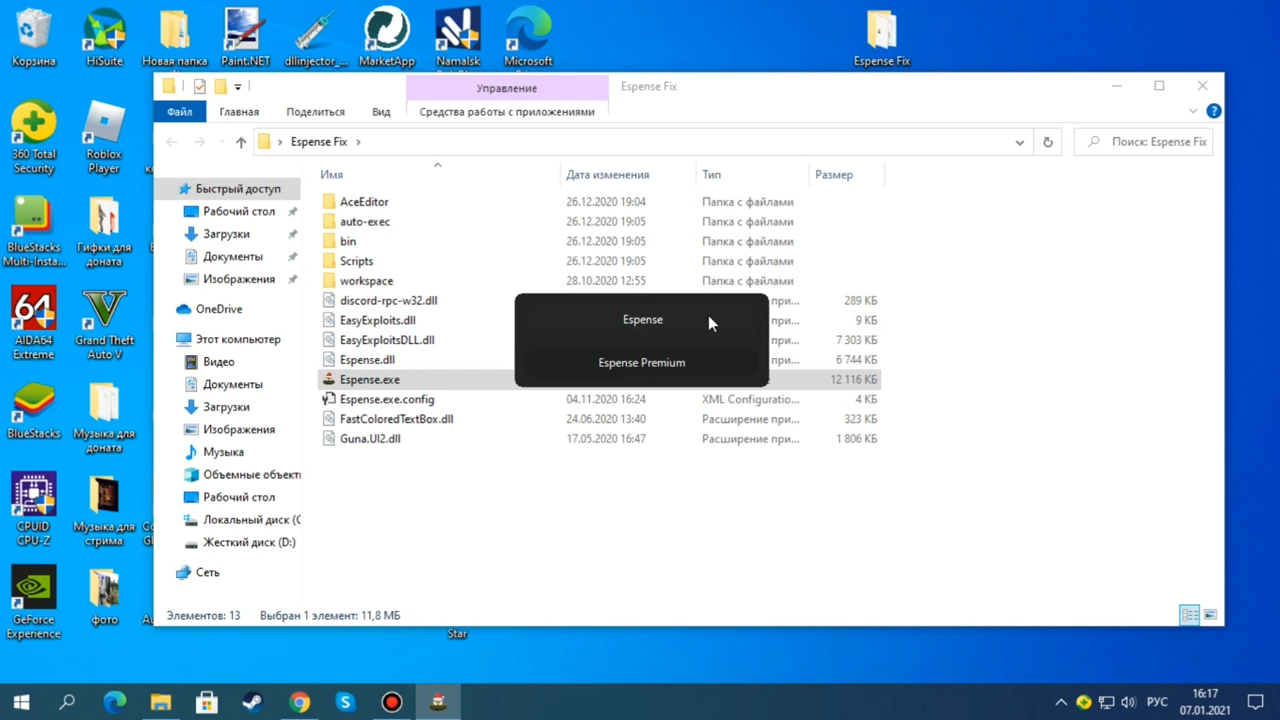 Корзина
HiSuite
Новая папка
Paint.NET
dllinjector_...
MarketApp
Namalsk
Microsoft
Espense Fix
Управление
Espense Fix
Файл
Главная
Поделиться
Вид
Средства работы с приложениями
Espense Fix
Поиск: Espense Fix
360 Total
Security
Roblox
Player
BlueStacks
Multi-Insta...
Гифки для
доната
AIDA64
Extreme
Grand Theft
Auto V
BlueStacks
Музыка для
доната
CPUID
CPU-Z
Музыка для
стрима
GeForce
Experience
фото
Быстрый доступ
Рабочий стол
Загрузки
Документы
Изображения
OneDrive
Этот компьютер
Видео
Документы
Загрузки
Изображения
Музыка
Объемные объекты
Рабочий стол
Локальный диск (C
Жесткий диск (D:)
Сеть
Имя Дата изменения Тип Размер
AceEditor 26.12.2020 19:04 Папка с файлами
auto-exec 26.12.2020 19:05 Папка с файлами
bin 26.12.2020 19:05 Папка с файлами
Scripts 26.12.2020 19:05 Папка с файлами
workspace 28.10.2020 12:55 Папка с файлами
discord-rpc-w32.dll при... 289 КБ
EasyExploits.dll при... 9 КБ
EasyExploitsDLL.dll при... 7 303 КБ
Espense.dll при... 6 744 КБ
Espense.exe 12 116 КБ
Espense.exe.config 04.11.2020 16:24 XML Configuratio... 4 КБ
FastColoredTextBox.dll 24.06.2020 13:40 Расширение при... 323 КБ
Guna.UI2.dll 17.05.2020 16:47 Расширение при... 1 806 КБ
Espense
Espense Premium
Элементов: 13 Выбран 1 элемент: 11,8 МБ
Star
РУС
16:17
07.01.2021